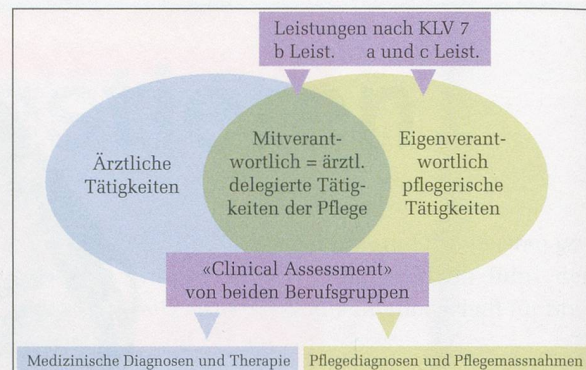 Leistungen nach KLV 7
b Leist. a und c Leist.
Ärztliche
Tätigkeiten
Mitverant-
wortlich = ärztl.
delegierte Tätig-
keiten der Pflege
Eigenverant-
wortlich
pflegerische
Tätigkeiten
«Clinical Assessment»
von beiden Berufsgruppen
Medizinische Diagnosen und Therapie
Pflegediagnosen und Pflegemassnahmen